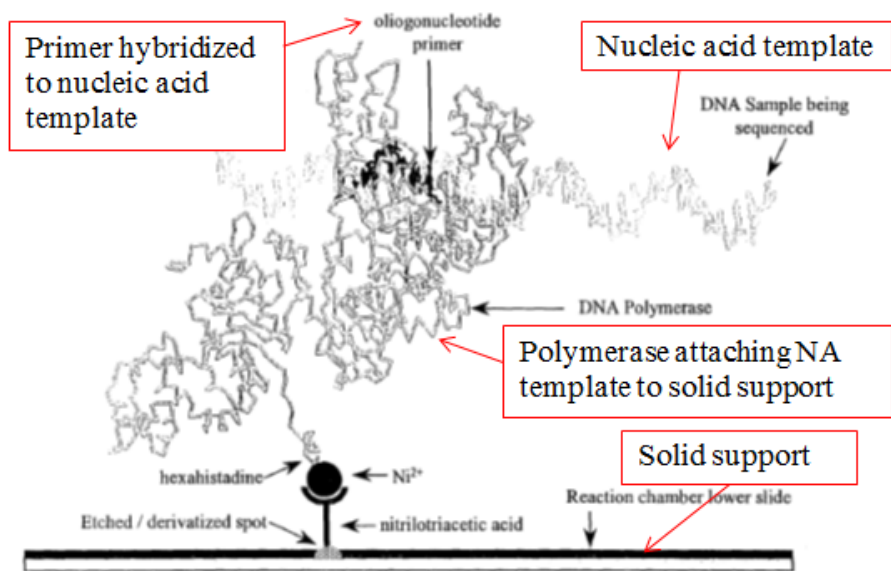 Primer hybridized
to nucleic acid
template
oliogonucleotide
primer
Nucleic acid template
DNA Sample being
sequenced
DNA Polymerase
Polymerase attaching NA
template to solid support
Solid support
hexahistadine
Ni²⁺
Reaction chamber lower slide
Etched / derivatized spot
nitrilotriacetic acid